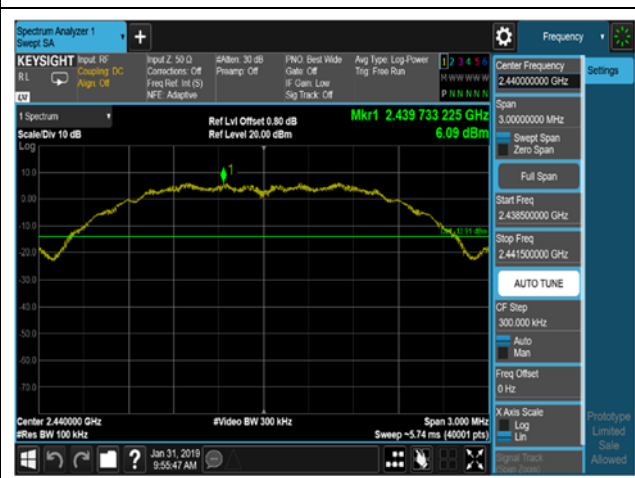 Spectrum Analyzer 1
Swept SA
Frequency
KEYSIGHT
RL
Input: RF
Coupling: DC
Align: Off
Input Z: 50 Ω
Corrections: Off
Freq Ref: Int (S)
NFE: Adaptive
#Atten: 30 dB
Preamp: Off
PNO: Best Wide
Gate: Off
IF Gain: Low
Sig Track: Off
Avg Type: Log-Power
Trig: Free Run
1 2 3 4 5 6
M W W W W W
P N N N N N
Center Frequency
2.440000000 GHz
Settings
Span
3.00000000 MHz
Swept Span
Zero Span
Full Span
Start Freq
2.438500000 GHz
Stop Freq
2.441500000 GHz
AUTO TUNE
CF Step
300.000 kHz
Auto
Man
Freq Offset
0 Hz
X Axis Scale
Log
Lin
Signal Track
(Span Zoom)
Prototype
Limited
Sale
Allowed
1 Spectrum
Scale/Div 10 dB
Log
Ref Lvl Offset 0.80 dB
Ref Level 20.00 dBm
Mkr1 2.439 733 225 GHz
6.09 dBm
1
10.0
0.00
-10.0
-20.0
-30.0
-40.0
-50.0
-60.0
-70.0
Center 2.440000 GHz
#Res BW 100 kHz
#Video BW 300 kHz
Span 3.000 MHz
Sweep ~5.74 ms (40001 pts)
?
Jan 31, 2019
9:55:47 AM